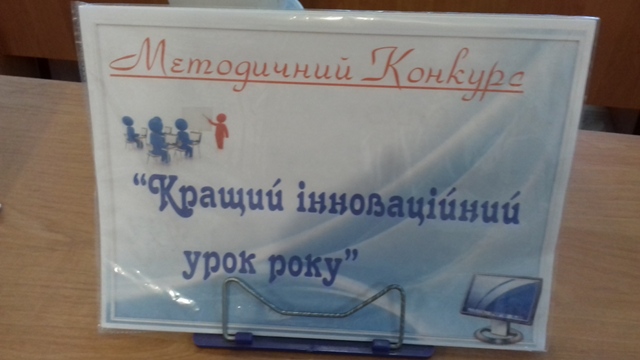 Методичний Конкурс
“Кращий інноваційний
урок року”